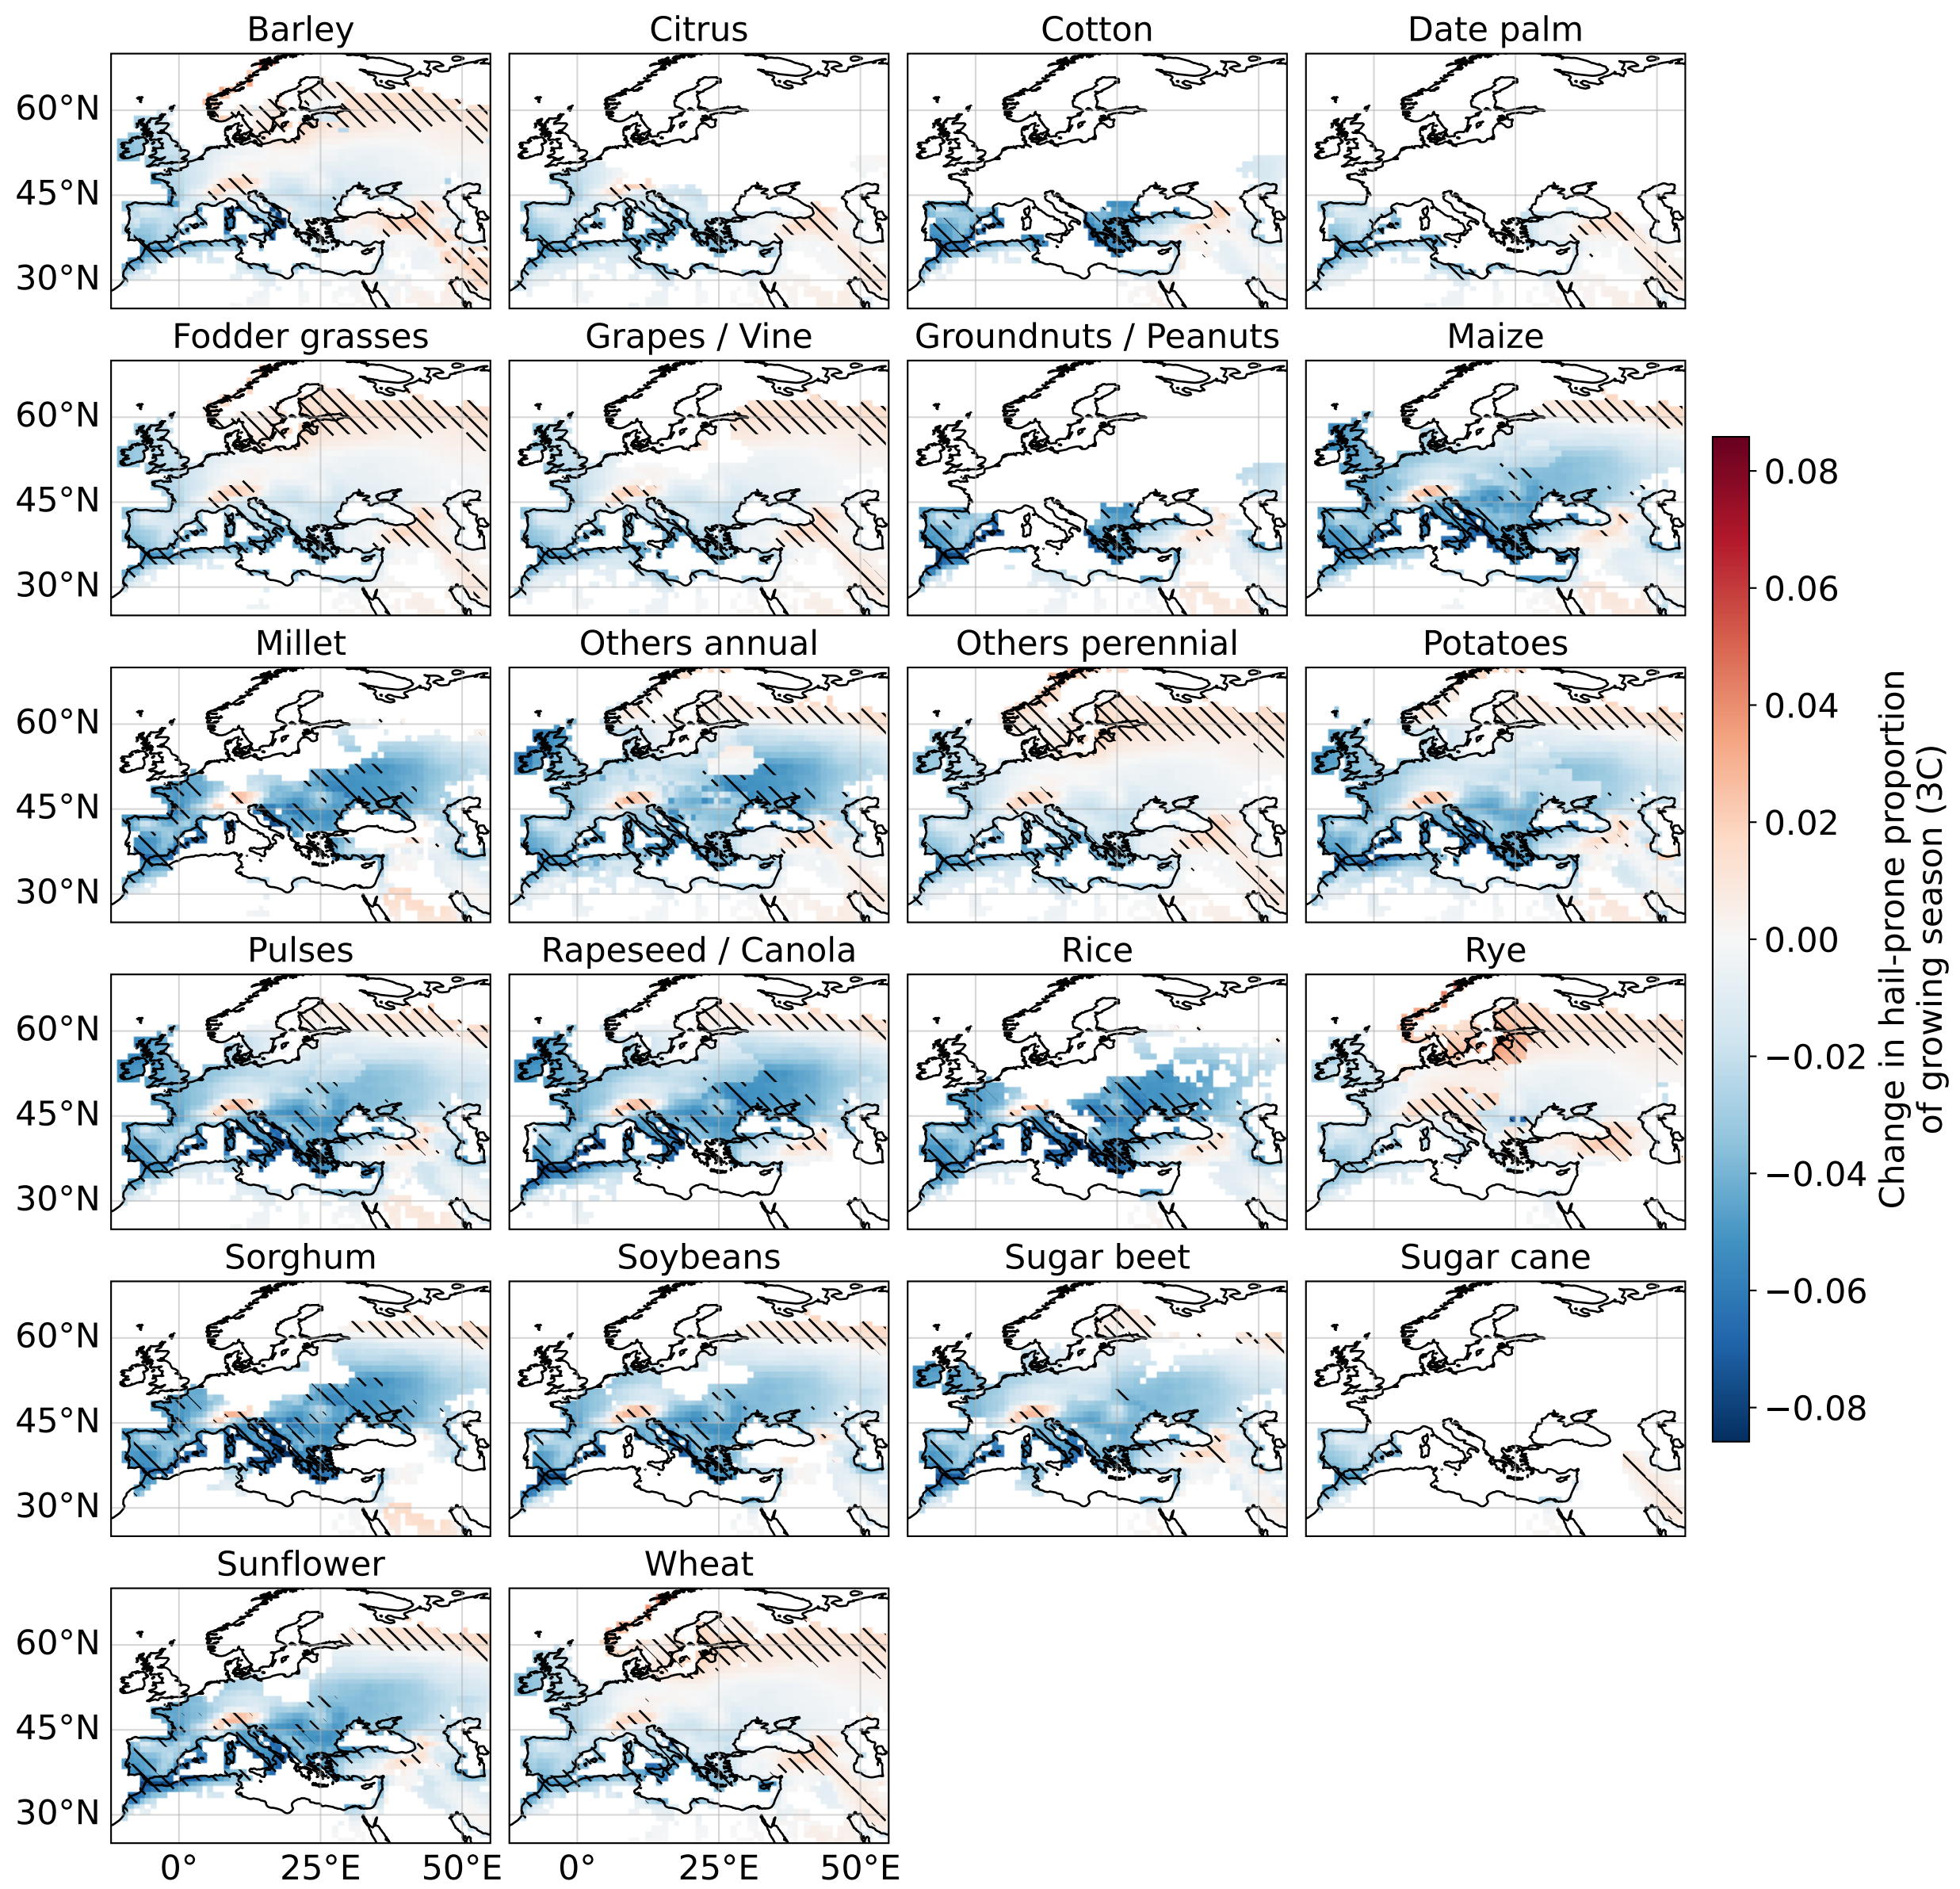 Barley Citrus Cotton Date palm
60°N
45°N
30°N
Fodder grasses Grapes / Vine Groundnuts / Peanuts Maize
60°N
45°N
30°N
Millet Others annual Others perennial Potatoes
60°N
45°N
30°N
Pulses Rapeseed / Canola Rice Rye
60°N
45°N
30°N
Sorghum Soybeans Sugar beet Sugar cane
60°N
45°N
30°N
Sunflower Wheat
60°N
45°N
30°N
0° 25°E 50°E 0° 25°E 50°E
0.08
0.06
0.04
0.02
0.00
−0.02
−0.04
−0.06
−0.08
Change in hail-prone proportion
of growing season (3C)